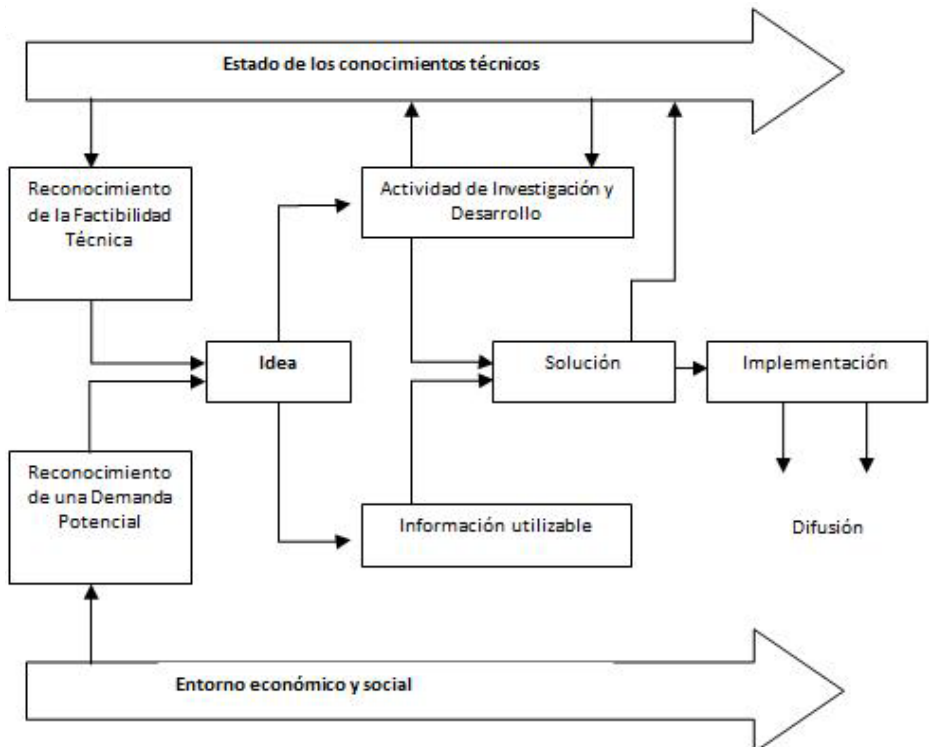 Estado de los conocimientos técnicos
Reconocimiento
de la Factibilidad
Técnica
Actividad de Investigación y
Desarrollo
Idea
Solución
Implementación
Reconocimiento
de una Demanda
Potencial
Información utilizable
Difusión
Entorno económico y social